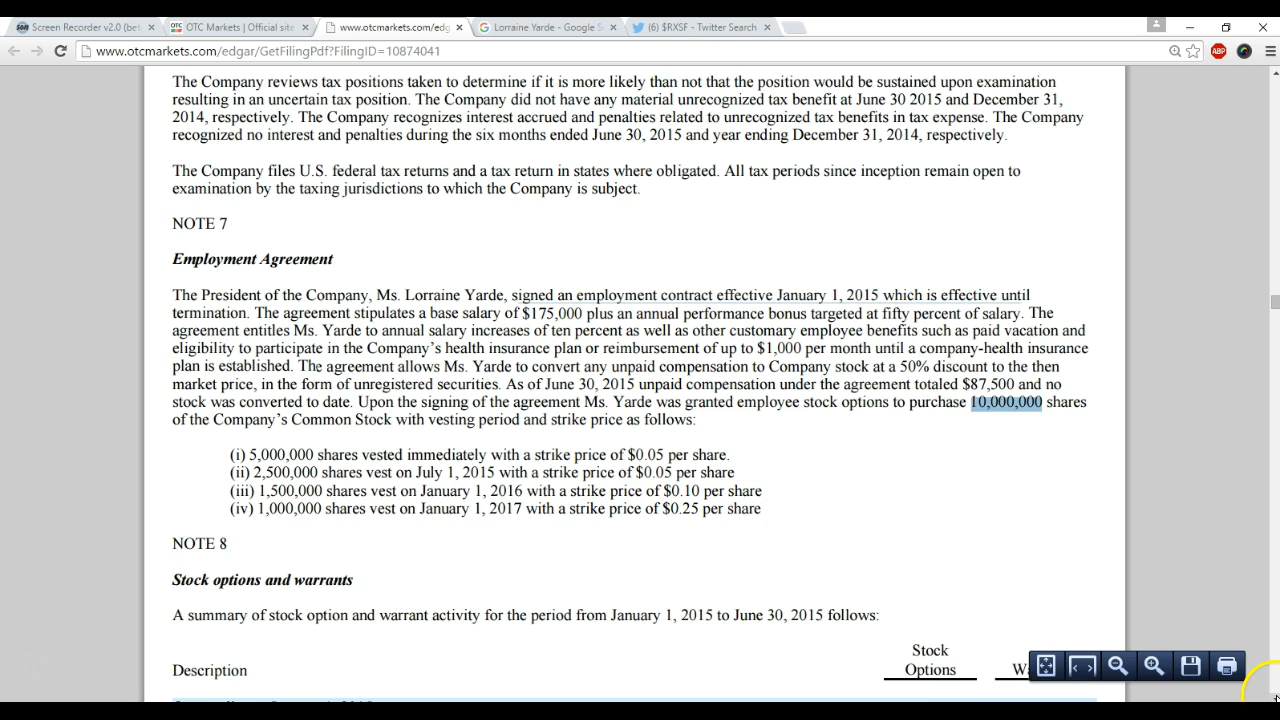 Screen Recorder v2.0 (bet
OTC Markets | Official site
www.otcmarkets.com/edg
Lorraine Yarde - Google S
(6) $RXSF - Twitter Search
www.otcmarkets.com/edgar/GetFilingPdf?FilingID=10874041
ABP
The Company reviews tax positions taken to determine if it is more likely than not that the position would be sustained upon examination
resulting in an uncertain tax position. The Company did not have any material unrecognized tax benefit at June 30 2015 and December 31,
2014, respectively. The Company recognizes interest accrued and penalties related to unrecognized tax benefits in tax expense. The Company
recognized no interest and penalties during the six months ended June 30, 2015 and year ending December 31, 2014, respectively.
The Company files U.S. federal tax returns and a tax return in states where obligated. All tax periods since inception remain open to
examination by the taxing jurisdictions to which the Company is subject.
NOTE 7
Employment Agreement
The President of the Company, Ms. Lorraine Yarde, signed an employment contract effective January 1, 2015 which is effective until
termination. The agreement stipulates a base salary of $175,000 plus an annual performance bonus targeted at fifty percent of salary. The
agreement entitles Ms. Yarde to annual salary increases of ten percent as well as other customary employee benefits such as paid vacation and
eligibility to participate in the Company's health insurance plan or reimbursement of up to $1,000 per month until a company-health insurance
plan is established. The agreement allows Ms. Yarde to convert any unpaid compensation to Company stock at a 50% discount to the then
market price, in the form of unregistered securities. As of June 30, 2015 unpaid compensation under the agreement totaled $87,500 and no
stock was converted to date. Upon the signing of the agreement Ms. Yarde was granted employee stock options to purchase 10,000,000 shares
of the Company's Common Stock with vesting period and strike price as follows:
(i) 5,000,000 shares vested immediately with a strike price of $0.05 per share.
(ii) 2,500,000 shares vest on July 1, 2015 with a strike price of $0.05 per share
(iii) 1,500,000 shares vest on January 1, 2016 with a strike price of $0.10 per share
(iv) 1,000,000 shares vest on January 1, 2017 with a strike price of $0.25 per share
NOTE 8
Stock options and warrants
A summary of stock option and warrant activity for the period from January 1, 2015 to June 30, 2015 follows:
Stock
Description Options W